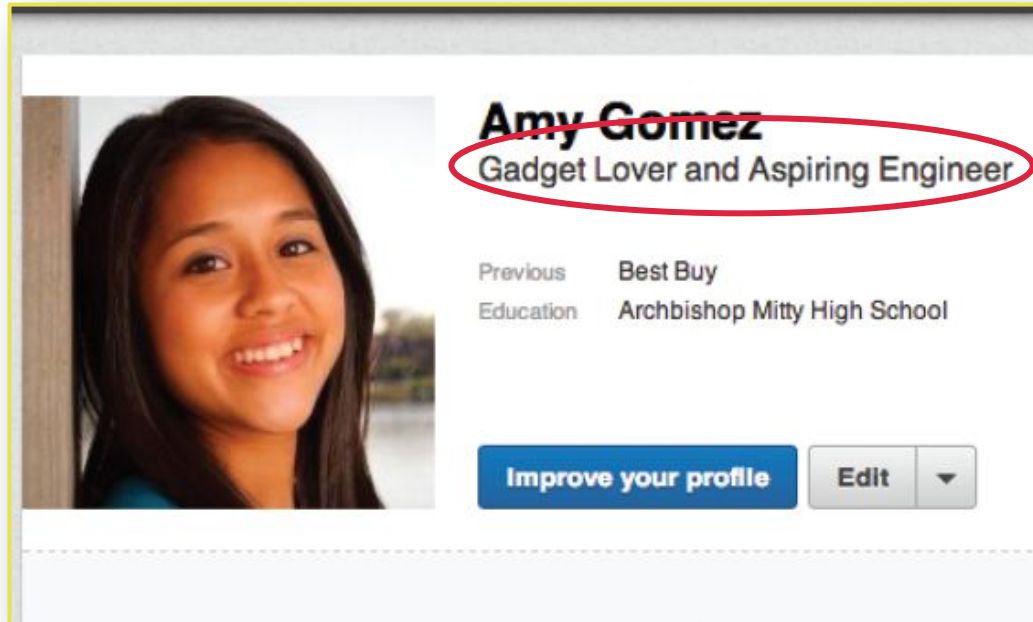 Amy Gomez
Gadget Lover and Aspiring Engineer
Previous Best Buy
Education Archbishop Mitty High School
Improve your profile Edit